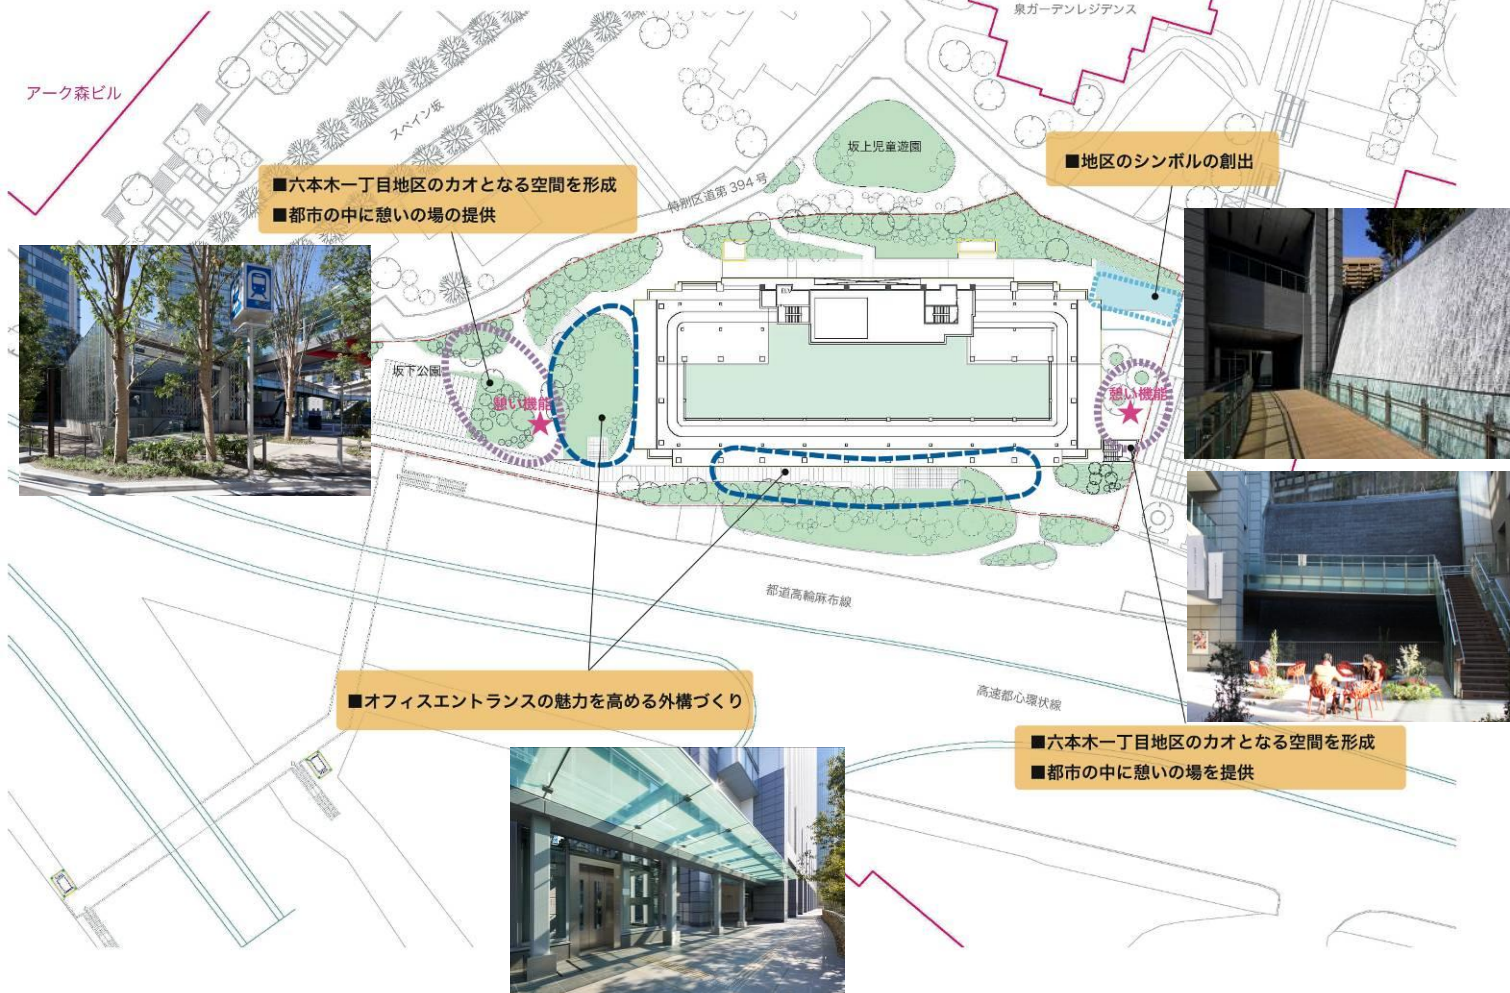 泉ガーデンレジデンス
アーク森ビル
スペイン坂
坂上児童遊園
■地区のシンボルの創出
■六本木一丁目地区のカオとなる空間を形成
■都市の中に憩いの場の提供
特別区道第394号
坂下公園
憩い機能
憩い機能
都道高輪麻布線
■オフィスエントランスの魅力を高める外構づくり
高速都心環状線
■六本木一丁目地区のカオとなる空間を形成
■都市の中に憩いの場を提供